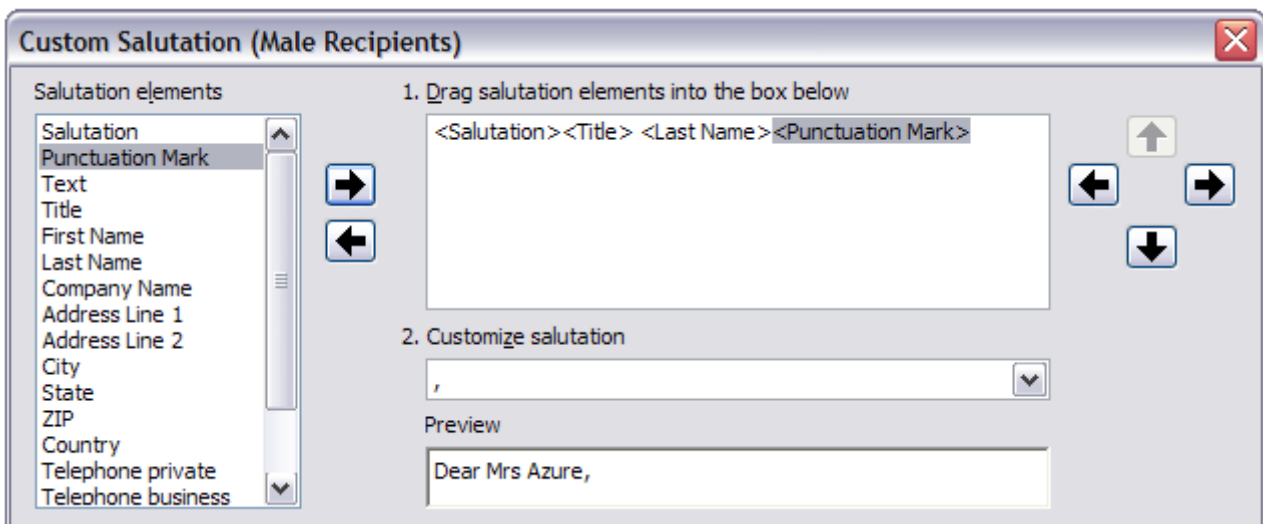 Custom Salutation (Male Recipients)
Salutation elements
Salutation
Punctuation Mark
Text
Title
First Name
Last Name
Company Name
Address Line 1
Address Line 2
City
State
ZIP
Country
Telephone private
Telephone business
1. Drag salutation elements into the box below
<Salutation><Title> <Last Name><Punctuation Mark>
2. Customize salutation
,
Preview
Dear Mrs Azure,